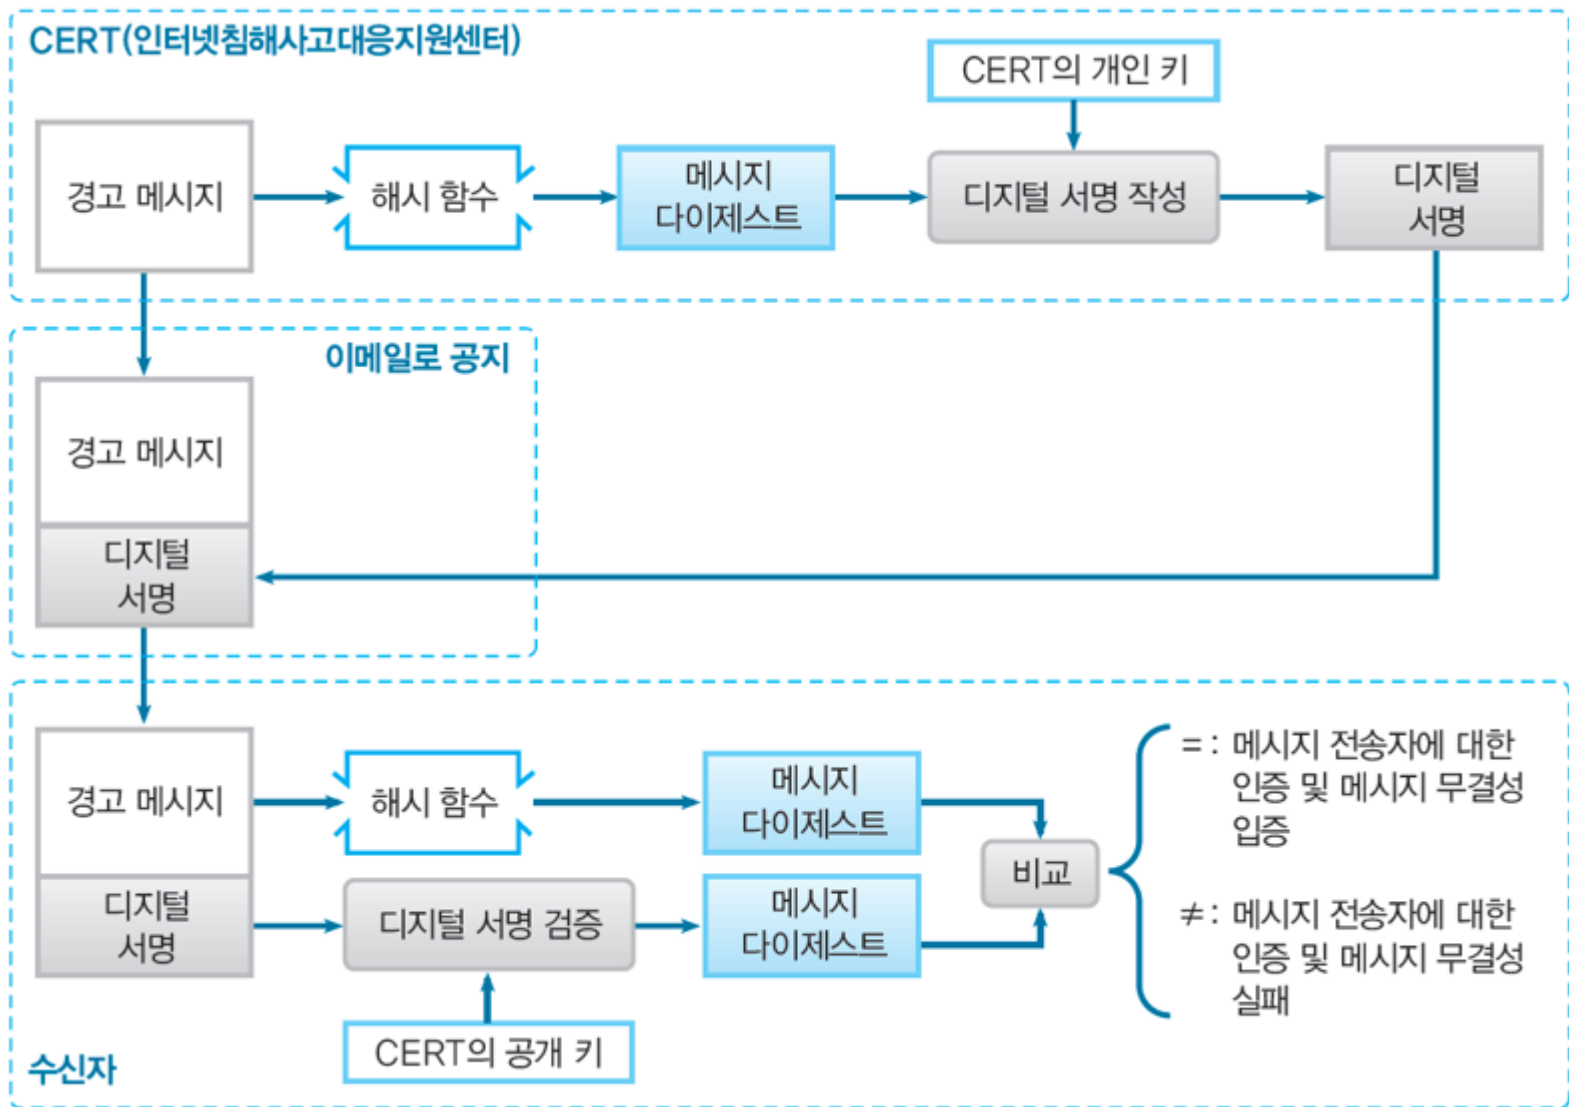 CERT(인터넷침해사고대응지원센터)
CERT의 개인 키
경고 메시지
해시 함수
메시지
다이제스트
디지털 서명 작성
디지털
서명
이메일로 공지
경고 메시지
디지털
서명
경고 메시지
해시 함수
메시지
다이제스트
디지털
서명
디지털 서명 검증
메시지
다이제스트
비교
= : 메시지 전송자에 대한
인증 및 메시지 무결성
입증
≠ : 메시지 전송자에 대한
인증 및 메시지 무결성
실패
CERT의 공개 키
수신자